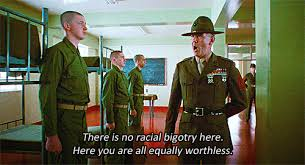 There is no racial bigotry here.
Here you are all equally worthless.